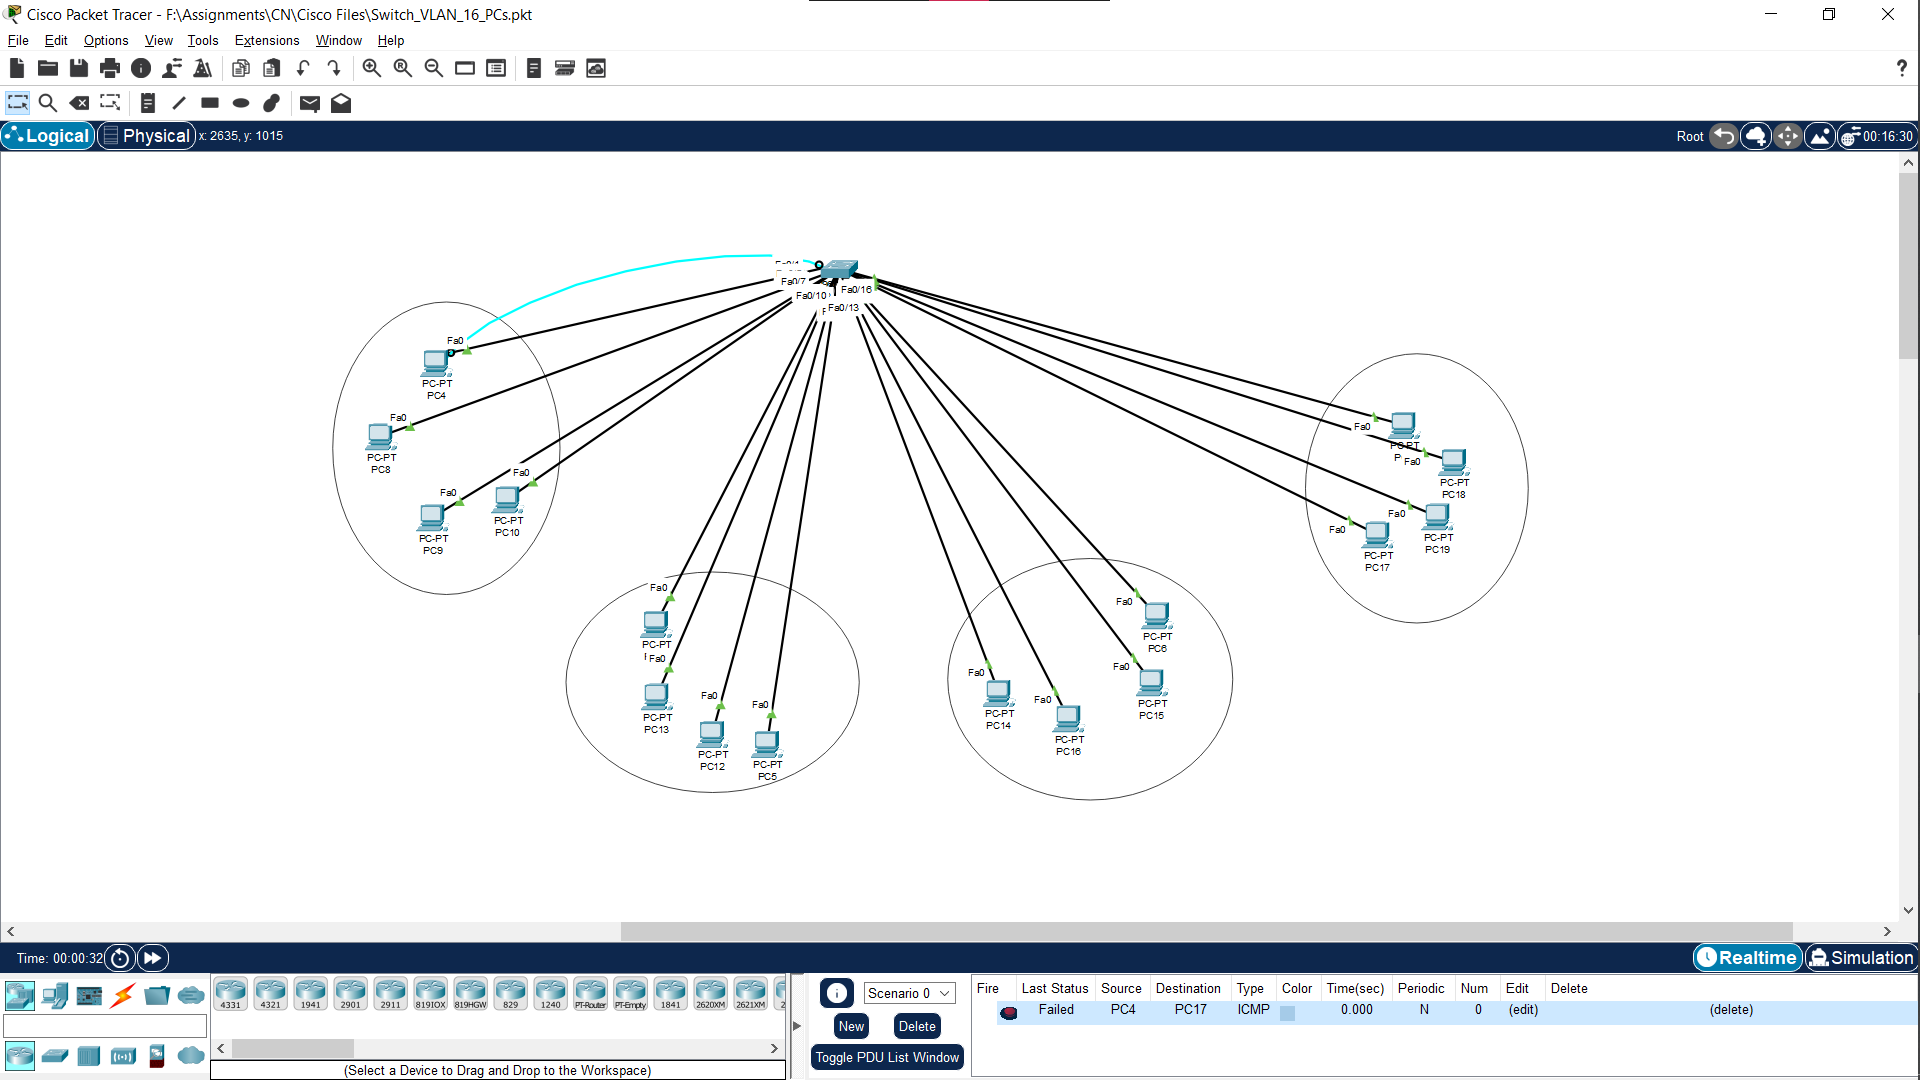 Cisco Packet Tracer - F:\Assignments\CN\Cisco Files\Switch_VLAN_16_PCs.pkt
File Edit Options View Tools Extensions Window Help
?
Logical Physical x: 2635, y: 1015 Root 00:16:30
Fa0/7
Fa0/10 Fa0/16
Fa0/13
Fa0
PC-PT
PC4
Fa0
PC-PT
PC8
Fa0
PC-PT
PC9
Fa0
PC-PT
PC10
Fa0
PC-PT
Fa0
PC-PT
PC13
Fa0
PC-PT
PC12
Fa0
PC-PT
PC5
Fa0
PC-PT
PC14
Fa0
PC-PT
PC16
Fa0
PC-PT
PC15
Fa0
PC-PT
PC6
Fa0
PC-PT
Fa0
PC-PT
PC18
Fa0
PC-PT
PC19
Fa0
PC-PT
PC17
Time: 00:00:32 Realtime Simulation
4331 4321 1941 2901 2911 819IOX 819HGW 829 1240 PT-Router PT-Empty 1841 2620XM 2621XM
(Select a Device to Drag and Drop to the Workspace)
Scenario 0
New Delete
Toggle PDU List Window
Fire Last Status Source Destination Type Color Time(sec) Periodic Num Edit Delete
Failed PC4 PC17 ICMP 0.000 N 0 (edit) (delete)